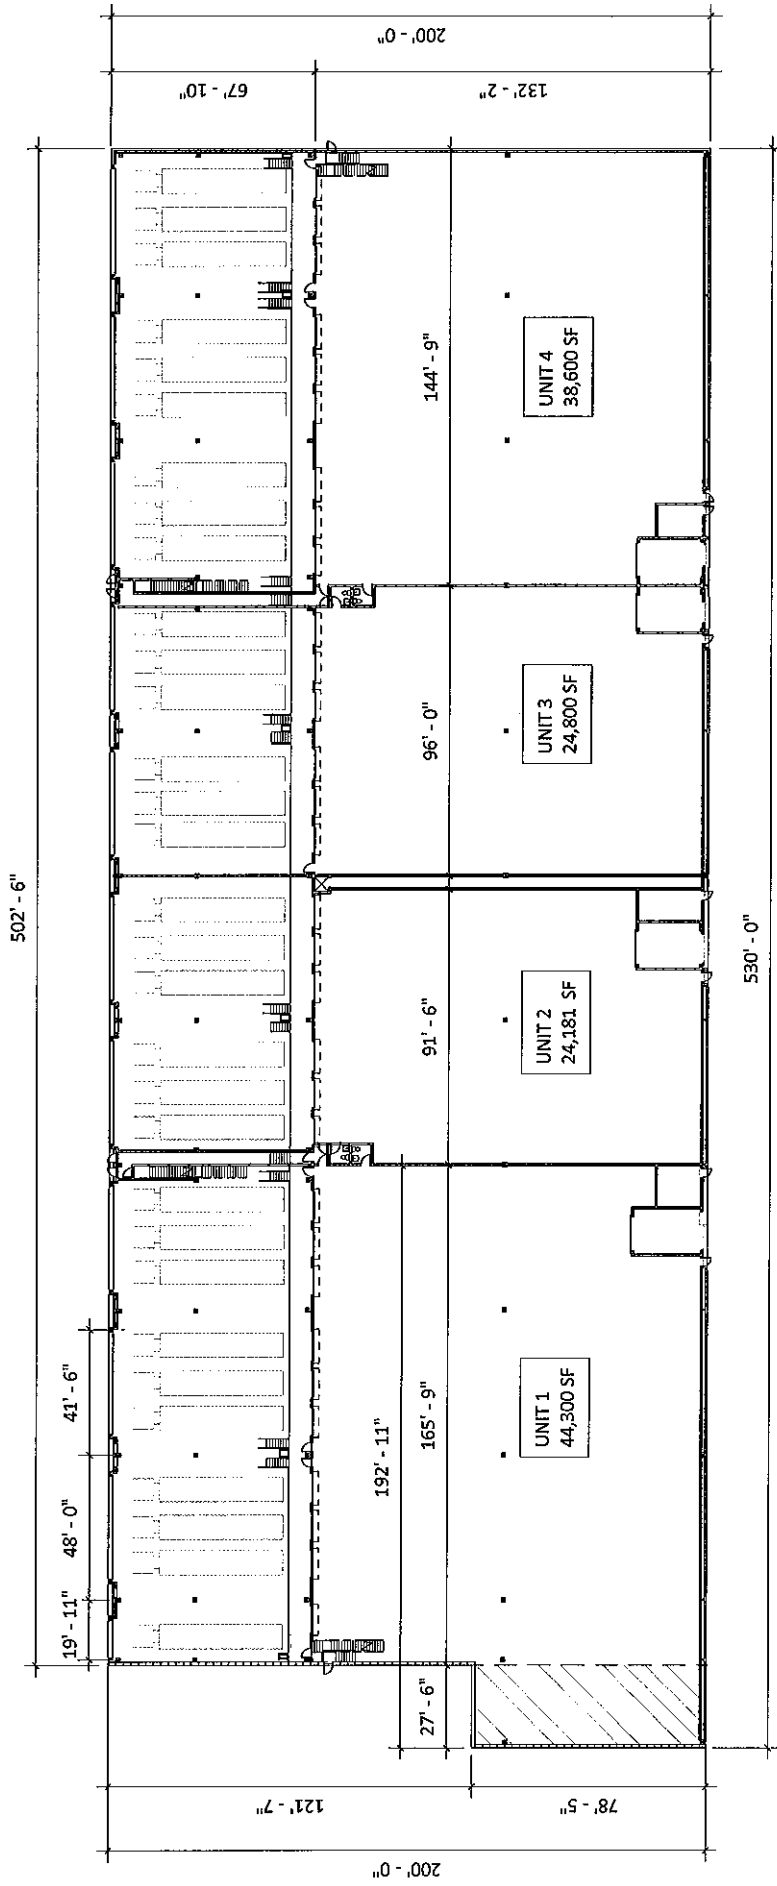 200' - 0"
67' - 10"
132' - 2"
502' - 6"
530' - 0"
144' - 9"
UNIT 4
38,600 SF
96' - 0"
UNIT 3
24,800 SF
91' - 6"
UNIT 2
24,181 SF
41' - 6"
48' - 0"
19' - 11"
192' - 11"
165' - 9"
27' - 6"
UNIT 1
44,300 SF
121' - 7"
78' - 5"
200' - 0"